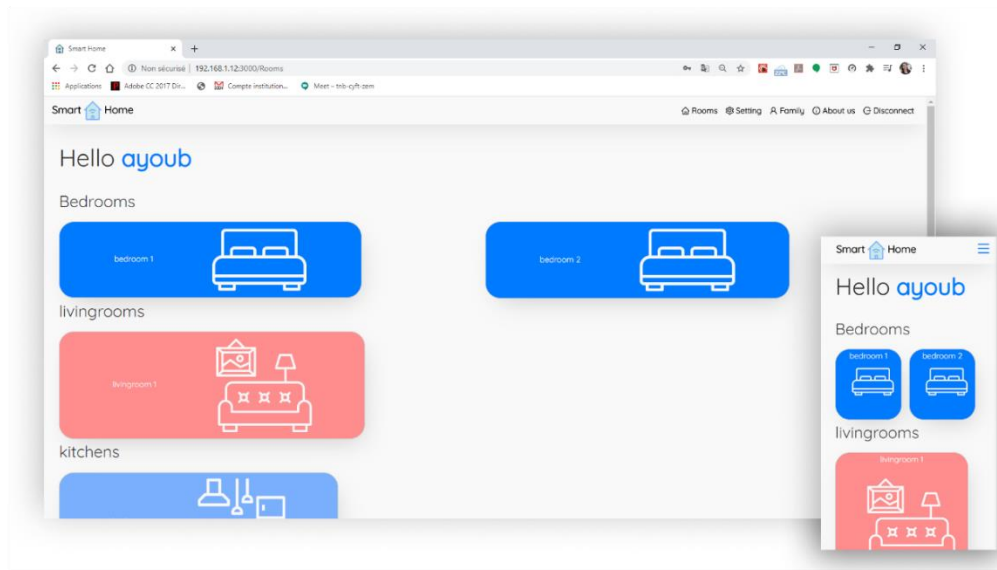 Smart Home
Non sécurisé | 192.168.1.12:3000/Rooms
Applications Adobe CC 2017 Dir... Compte institution... Meet – tnb-cyft-zem
Smart Home
Rooms Setting Family About us Disconnect
Hello ayoub
Bedrooms
bedroom 1
bedroom 2
livingrooms
livingroom 1
kitchens
Smart Home
Hello ayoub
Bedrooms
bedroom 1 bedroom 2
livingrooms
livingroom 1